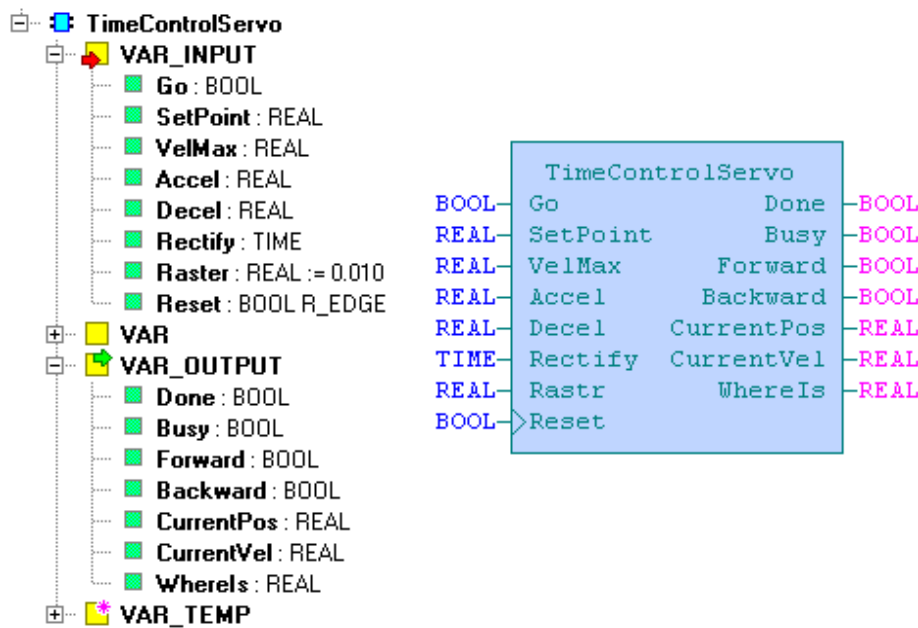 TimeControlServo
VAR_INPUT
Go : BOOL
SetPoint : REAL
VelMax : REAL
Accel : REAL
Decel : REAL
Rectify : TIME
Raster : REAL := 0.010
Reset : BOOL R_EDGE
VAR
VAR_OUTPUT
Done : BOOL
Busy : BOOL
Forward : BOOL
Backward : BOOL
CurrentPos : REAL
CurrentVel : REAL
WhereIs : REAL
VAR_TEMP
TimeControlServo
BOOL Go Done BOOL
REAL SetPoint Busy BOOL
REAL VelMax Forward BOOL
REAL Accel Backward BOOL
REAL Decel CurrentPos REAL
TIME Rectify CurrentVel REAL
REAL Rastr WhereIs REAL
BOOL Reset